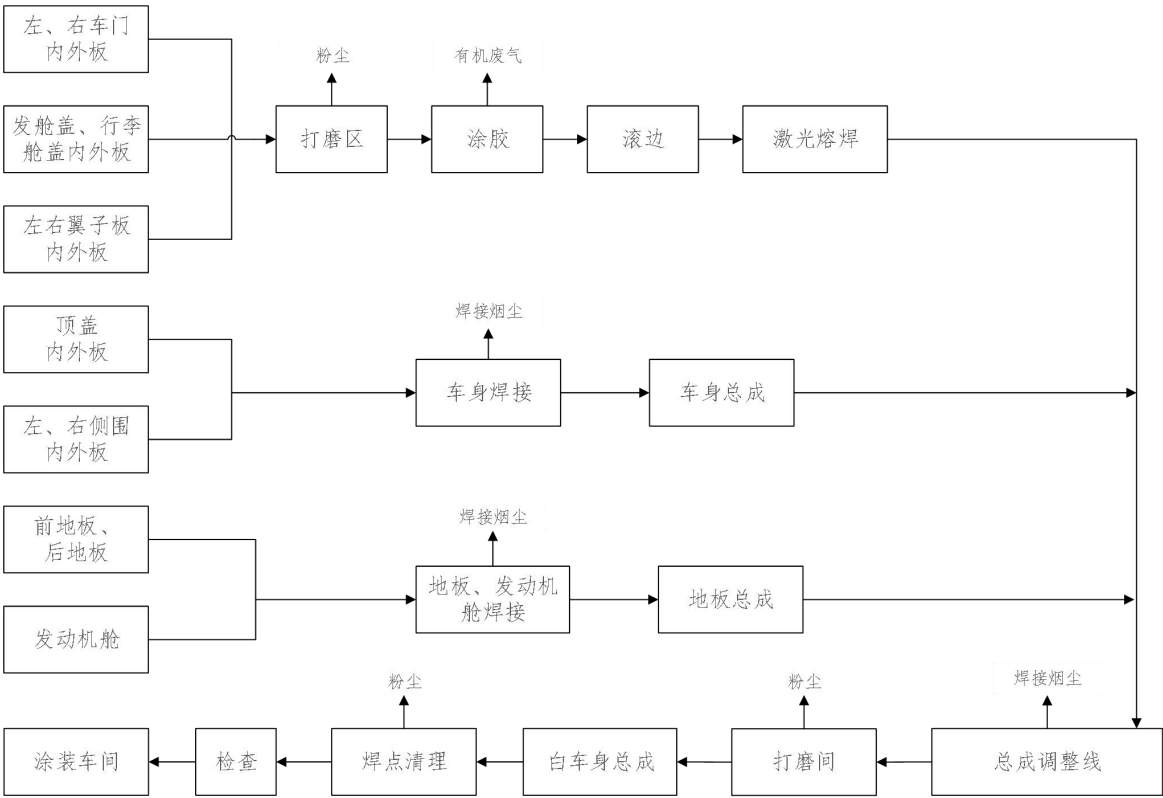 左、右车门
内外板
粉尘
有机废气
发舱盖、行李
舱盖内外板
打磨区
涂胶
滚边
激光熔焊
左右翼子板
内外板
顶盖
内外板
焊接烟尘
车身焊接
车身总成
左、右侧围
内外板
前地板、
后地板
焊接烟尘
地板、发动机
舱焊接
地板总成
发动机舱
粉尘
粉尘
焊接烟尘
涂装车间
检查
焊点清理
白车身总成
打磨间
总成调整线